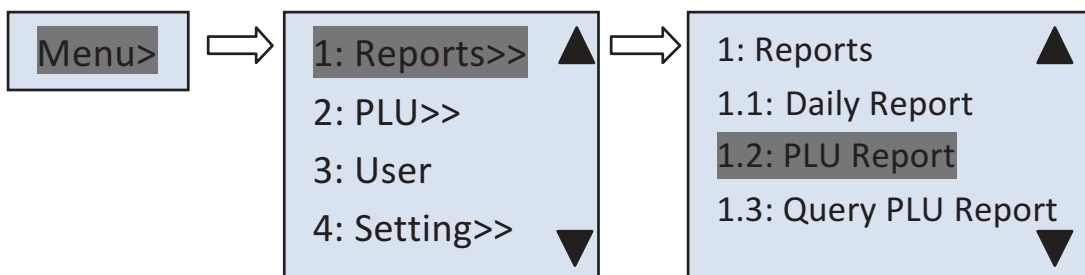 Menu>
1: Reports>>
2: PLU>>
3: User
4: Setting>>
1: Reports
1.1: Daily Report
1.2: PLU Report
1.3: Query PLU Report